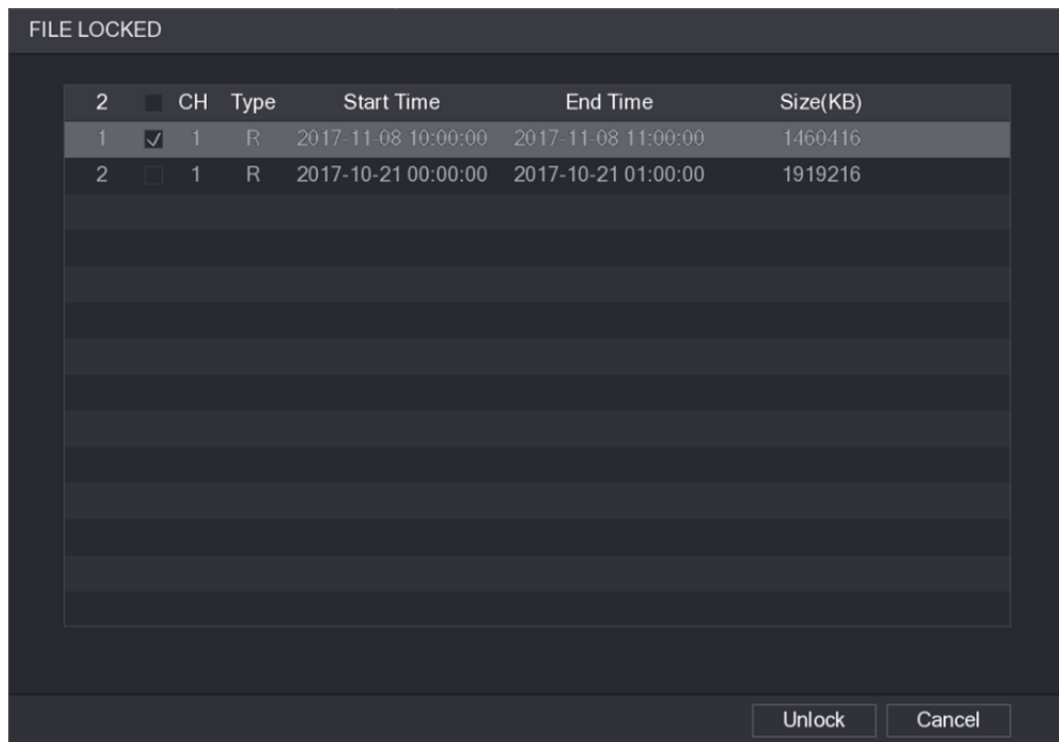 FILE LOCKED
2 CH Type Start Time End Time Size(KB)
1 1 R 2017-11-08 10:00:00 2017-11-08 11:00:00 1460416
2 1 R 2017-10-21 00:00:00 2017-10-21 01:00:00 1919216
Unlock Cancel